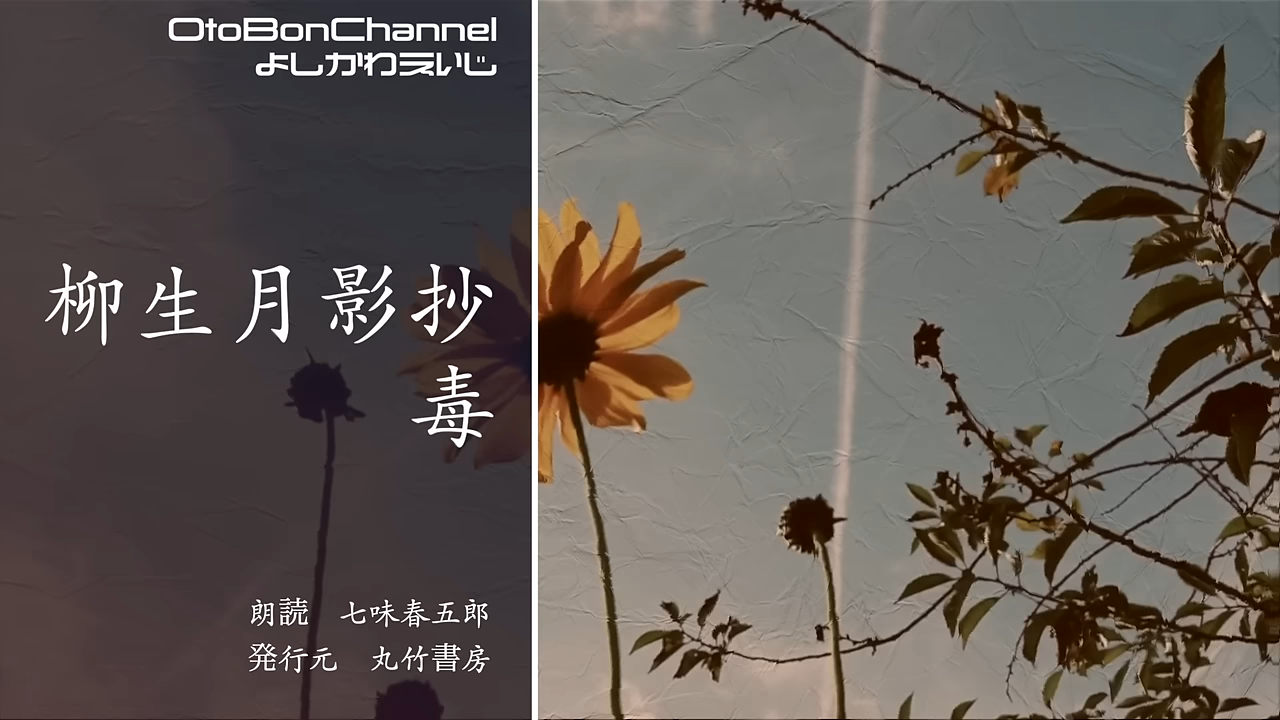 OtoBonChannel
よしかわえいじ
柳生月影抄
毒
朗読　七味春五郎
発行元　丸竹書房